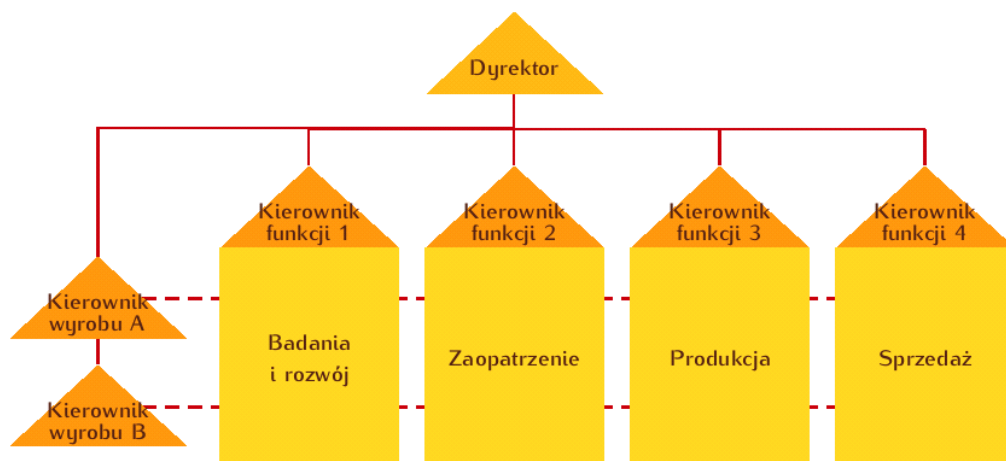 Dyrektor
Kierownik
funkcji 1
Kierownik
funkcji 2
Kierownik
funkcji 3
Kierownik
funkcji 4
Kierownik
wyrobu A
Badania
i rozwój
Zaopatrzenie
Produkcja
Sprzedaż
Kierownik
wyrobu B